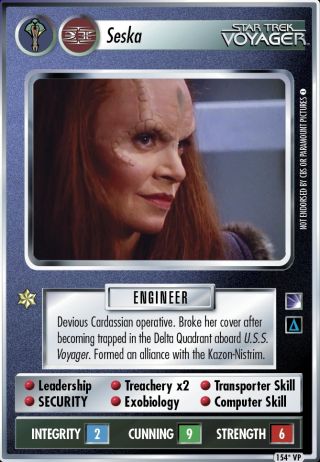 Seska
STAR TREK
VOYAGER
NOT ENDORSED BY CBS OR PARAMOUNT PICTURES
ENGINEER
Devious Cardassian operative. Broke her cover after
becoming trapped in the Delta Quadrant aboard U.S.S.
Voyager. Formed an alliance with the Kazon-Nistrim.
Leadership Treachery x2 Transporter Skill
SECURITY Exobiology Computer Skill
INTEGRITY 2 CUNNING 9 STRENGTH 6
154* VP